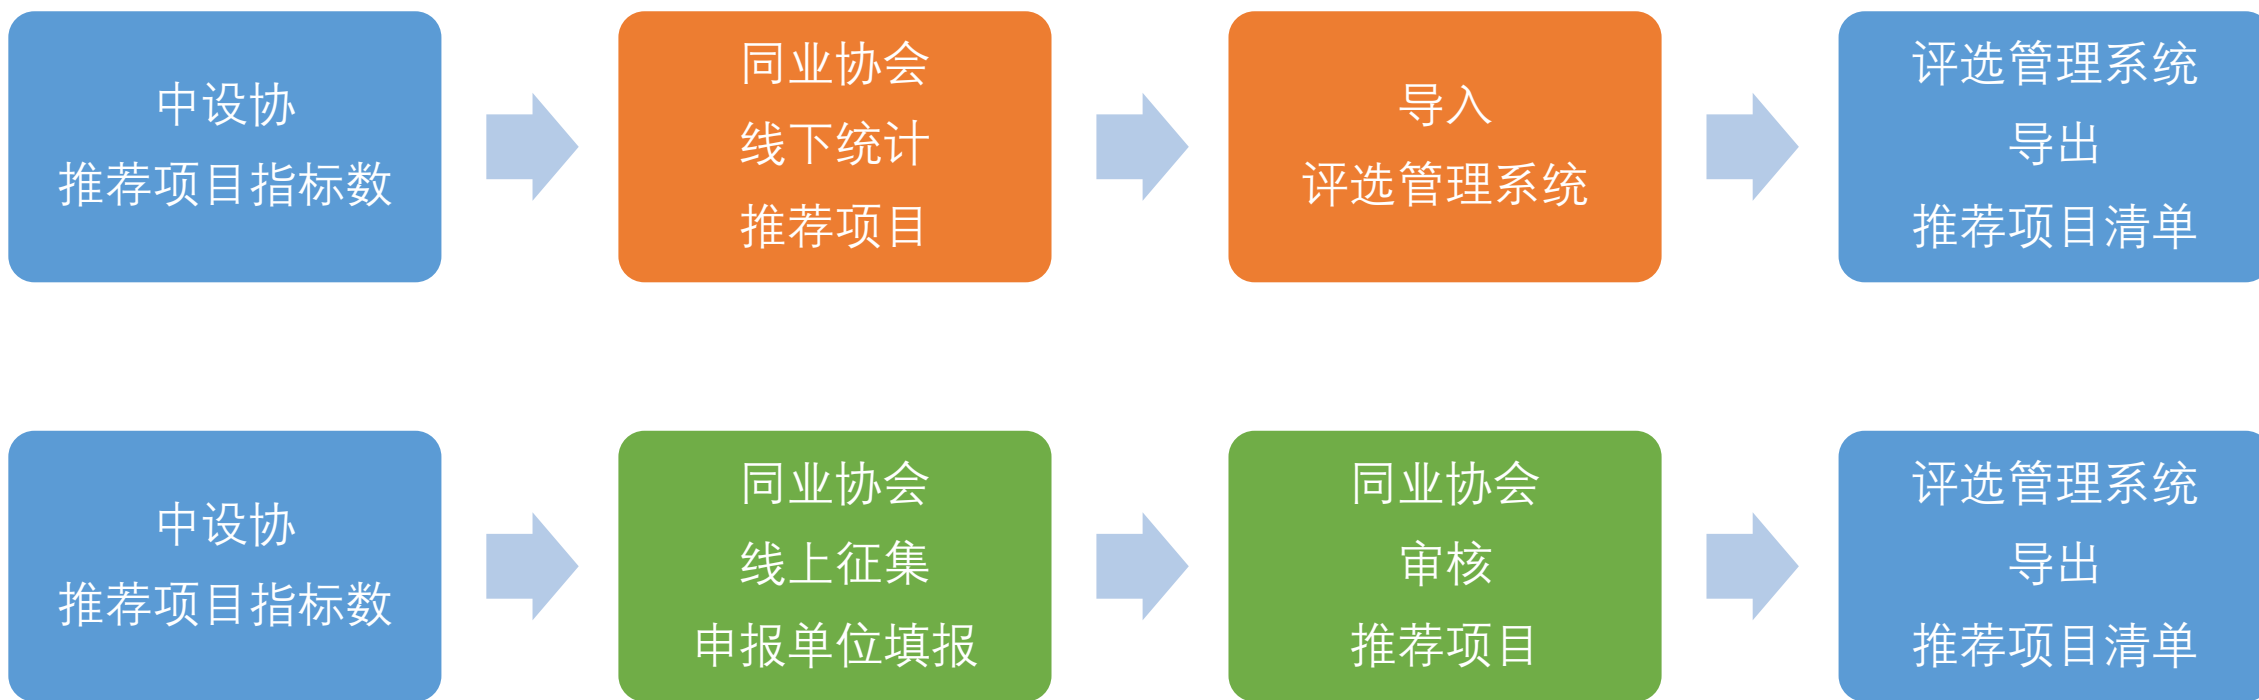 中设协
推荐项目指标数
同业协会
线下统计
推荐项目
导入
评选管理系统
评选管理系统
导出
推荐项目清单
中设协
推荐项目指标数
同业协会
线上征集
申报单位填报
同业协会
审核
推荐项目
评选管理系统
导出
推荐项目清单